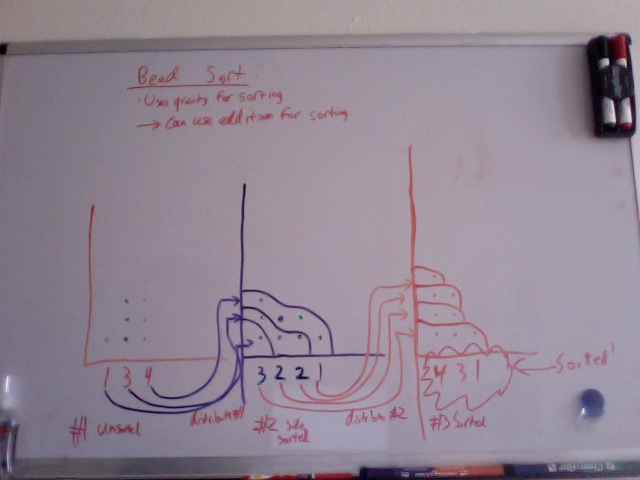 Bead Sort
· Uses gravity for sorting
→ Can use addition for sorting.
1 3 4
3 2 2 1
4 3 1
Sorted!
#1 Unsorted
distribute #1
#2 Side Sorted
distribute #2
#3 Sorted